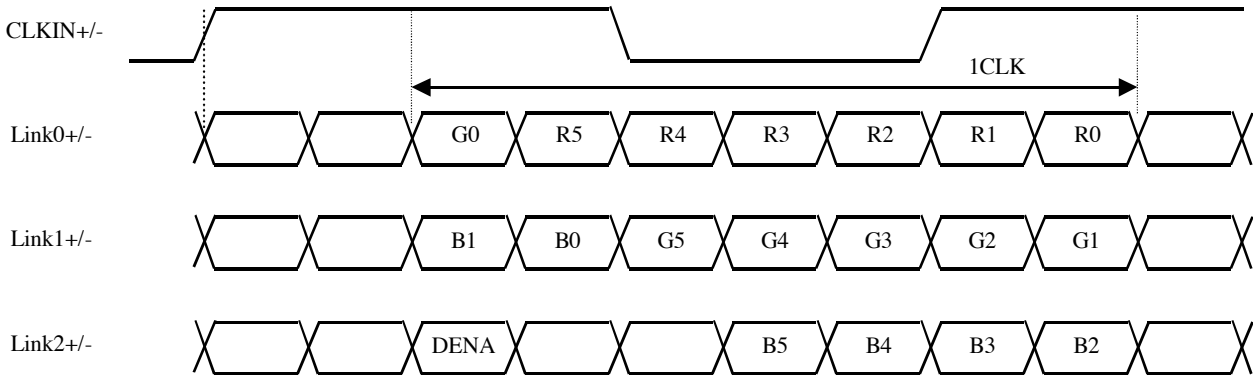 CLKIN+/-
1CLK
Link0+/- G0 R5 R4 R3 R2 R1 R0
Link1+/- B1 B0 G5 G4 G3 G2 G1
Link2+/- DENA B5 B4 B3 B2